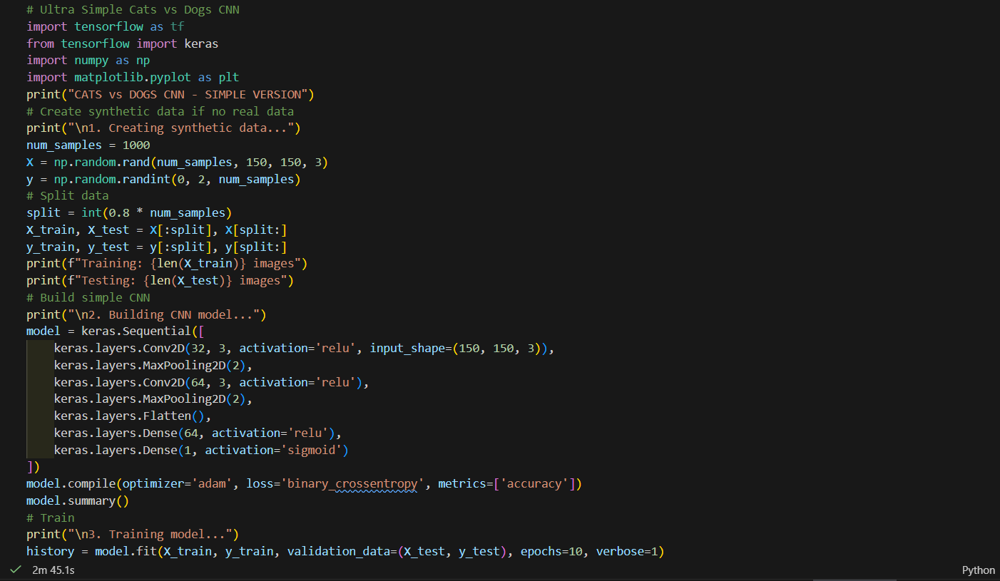 # Ultra Simple Cats vs Dogs CNN
import tensorflow as tf
from tensorflow import keras
import numpy as np
import matplotlib.pyplot as plt
print("CATS vs DOGS CNN - SIMPLE VERSION")
# Create synthetic data if no real data
print("\n1. Creating synthetic data...")
num_samples = 1000
X = np.random.rand(num_samples, 150, 150, 3)
y = np.random.randint(0, 2, num_samples)
# Split data
split = int(0.8 * num_samples)
X_train, X_test = X[:split], X[split:]
y_train, y_test = y[:split], y[split:]
print(f"Training: {len(X_train)} images")
print(f"Testing: {len(X_test)} images")
# Build simple CNN
print("\n2. Building CNN model...")
model = keras.Sequential([
    keras.layers.Conv2D(32, 3, activation='relu', input_shape=(150, 150, 3)),
    keras.layers.MaxPooling2D(2),
    keras.layers.Conv2D(64, 3, activation='relu'),
    keras.layers.MaxPooling2D(2),
    keras.layers.Flatten(),
    keras.layers.Dense(64, activation='relu'),
    keras.layers.Dense(1, activation='sigmoid')
])
model.compile(optimizer='adam', loss='binary_crossentropy', metrics=['accuracy'])
model.summary()
# Train
print("\n3. Training model...")
history = model.fit(X_train, y_train, validation_data=(X_test, y_test), epochs=10, verbose=1)
2m 45.1s Python